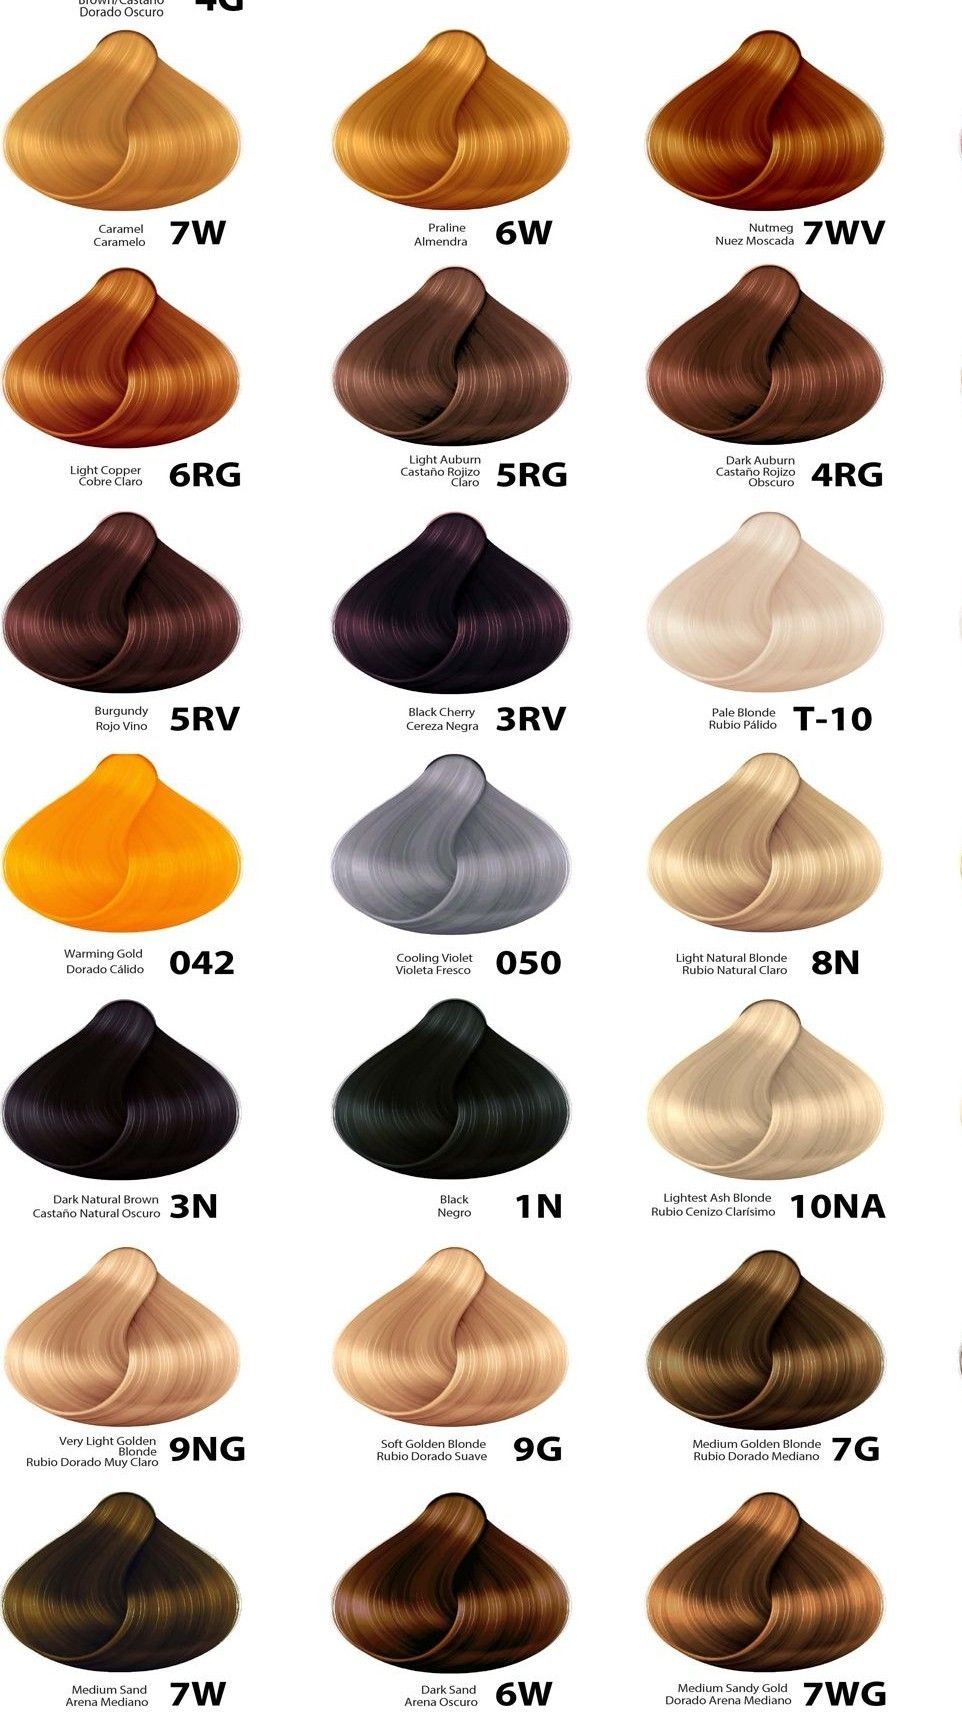 Brown/Castaño
Dorado Oscuro
4G
Caramel
Caramelo
7W
Praline
Almendra
6W
Nutmeg
Nuez Moscada
7WV
Light Copper
Cobre Claro
6RG
Light Auburn
Castaño Rojizo
Claro
5RG
Dark Auburn
Castaño Rojizo
Obscuro
4RG
Burgundy
Rojo Vino
5RV
Black Cherry
Cereza Negra
3RV
Pale Blonde
Rubio Pálido
T-10
Warming Gold
Dorado Cálido
042
Cooling Violet
Violeta Fresco
050
Light Natural Blonde
Rubio Natural Claro
8N
Dark Natural Brown
Castaño Natural Oscuro
3N
Black
Negro
1N
Lightest Ash Blonde
Rubio Cenizo Clarísimo
10NA
Very Light Golden
Blonde
Rubio Dorado Muy Claro
9NG
Soft Golden Blonde
Rubio Dorado Suave
9G
Medium Golden Blonde
Rubio Dorado Mediano
7G
Medium Sand
Arena Mediano
7W
Dark Sand
Arena Oscuro
6W
Medium Sandy Gold
Dorado Arena Mediano
7WG